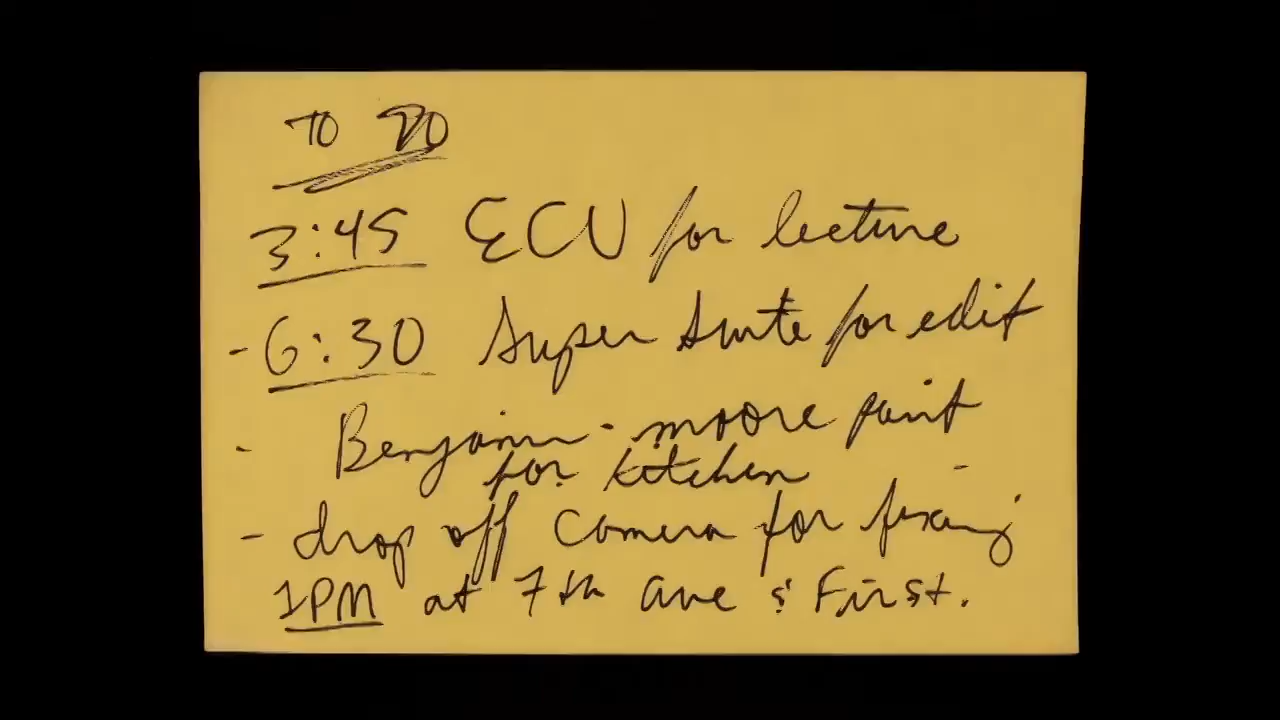 TO DO
3:45 ECU for lecture
- 6:30 Super Suite for edit
- Benjamin-moore paint
for kitchen
- drop off camera for fixing
1PM at 7th ave & First.